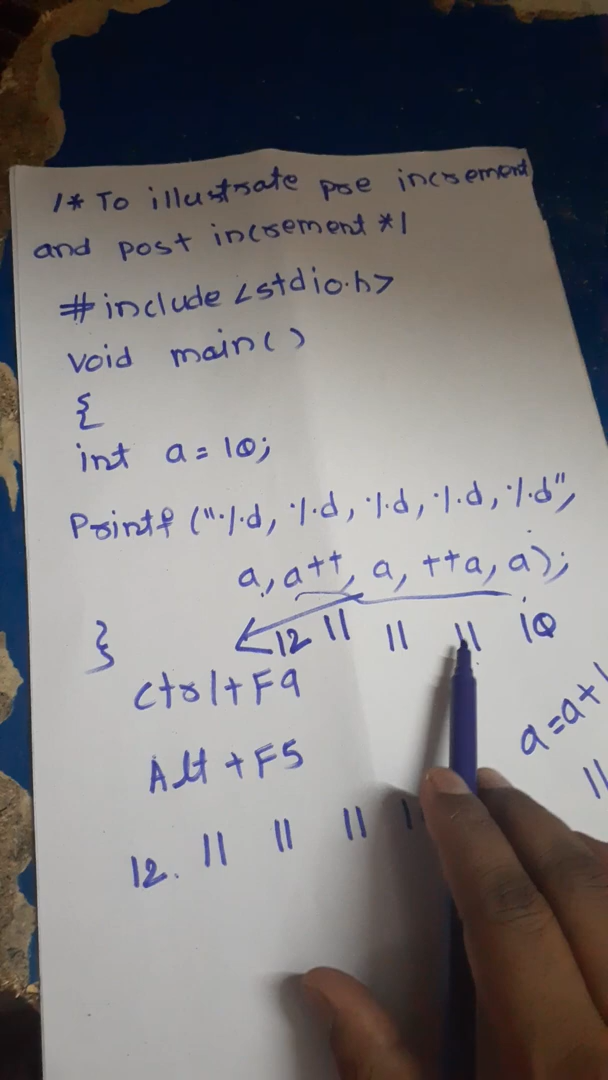 /* To illustrate pre increment
and post increment */
#include <stdio.h>
void main()
{
int a = 10;
Printf ("%d, %d, %d, %d, %d",
a, a++, a, ++a, a);
}
12 11 11 11 10
Ctrl + F9
a=a+1
Alt + F5
11
12. 11 11 11